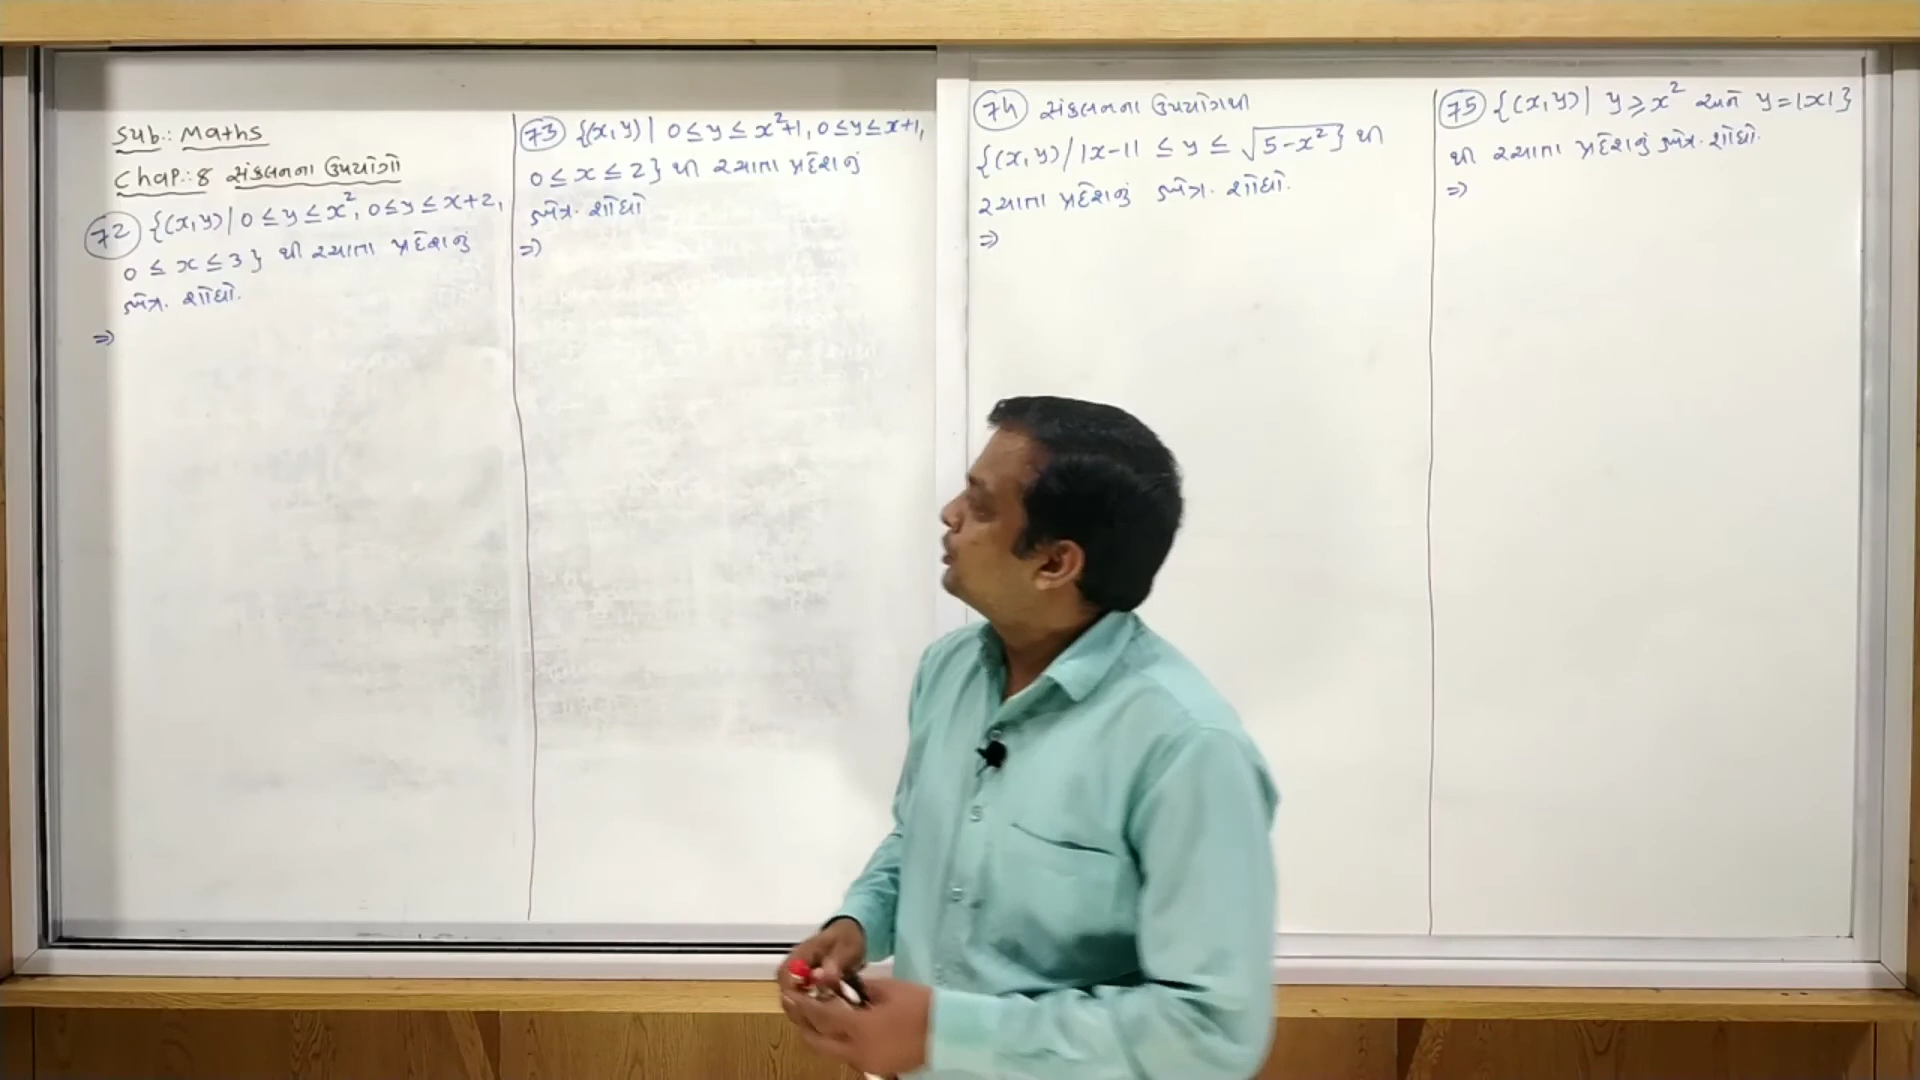 Sub.: Maths
Chap.: 8 સંકલનના ઉપયોગો
72 {(x,y) | 0 ≤ y ≤ x², 0 ≤ y ≤ x+2,
0 ≤ x ≤ 3} થી રચાતા પ્રદેશનું
ક્ષેત્ર. શોધો.
⇒
73 {(x,y) | 0 ≤ y ≤ x²+1, 0 ≤ y ≤ x+1,
0 ≤ x ≤ 2} થી રચાતા પ્રદેશનું
ક્ષેત્ર. શોધો
⇒
74 સંકલનના ઉપયોગથી
{(x,y) / |x-1| ≤ y ≤ √5-x²} થી
રચાતા પ્રદેશનું ક્ષેત્ર. શોધો.
⇒
75 {(x,y) | y ≥ x² અને y = |x|}
થી રચાતા પ્રદેશનું ક્ષેત્ર. શોધો.
⇒